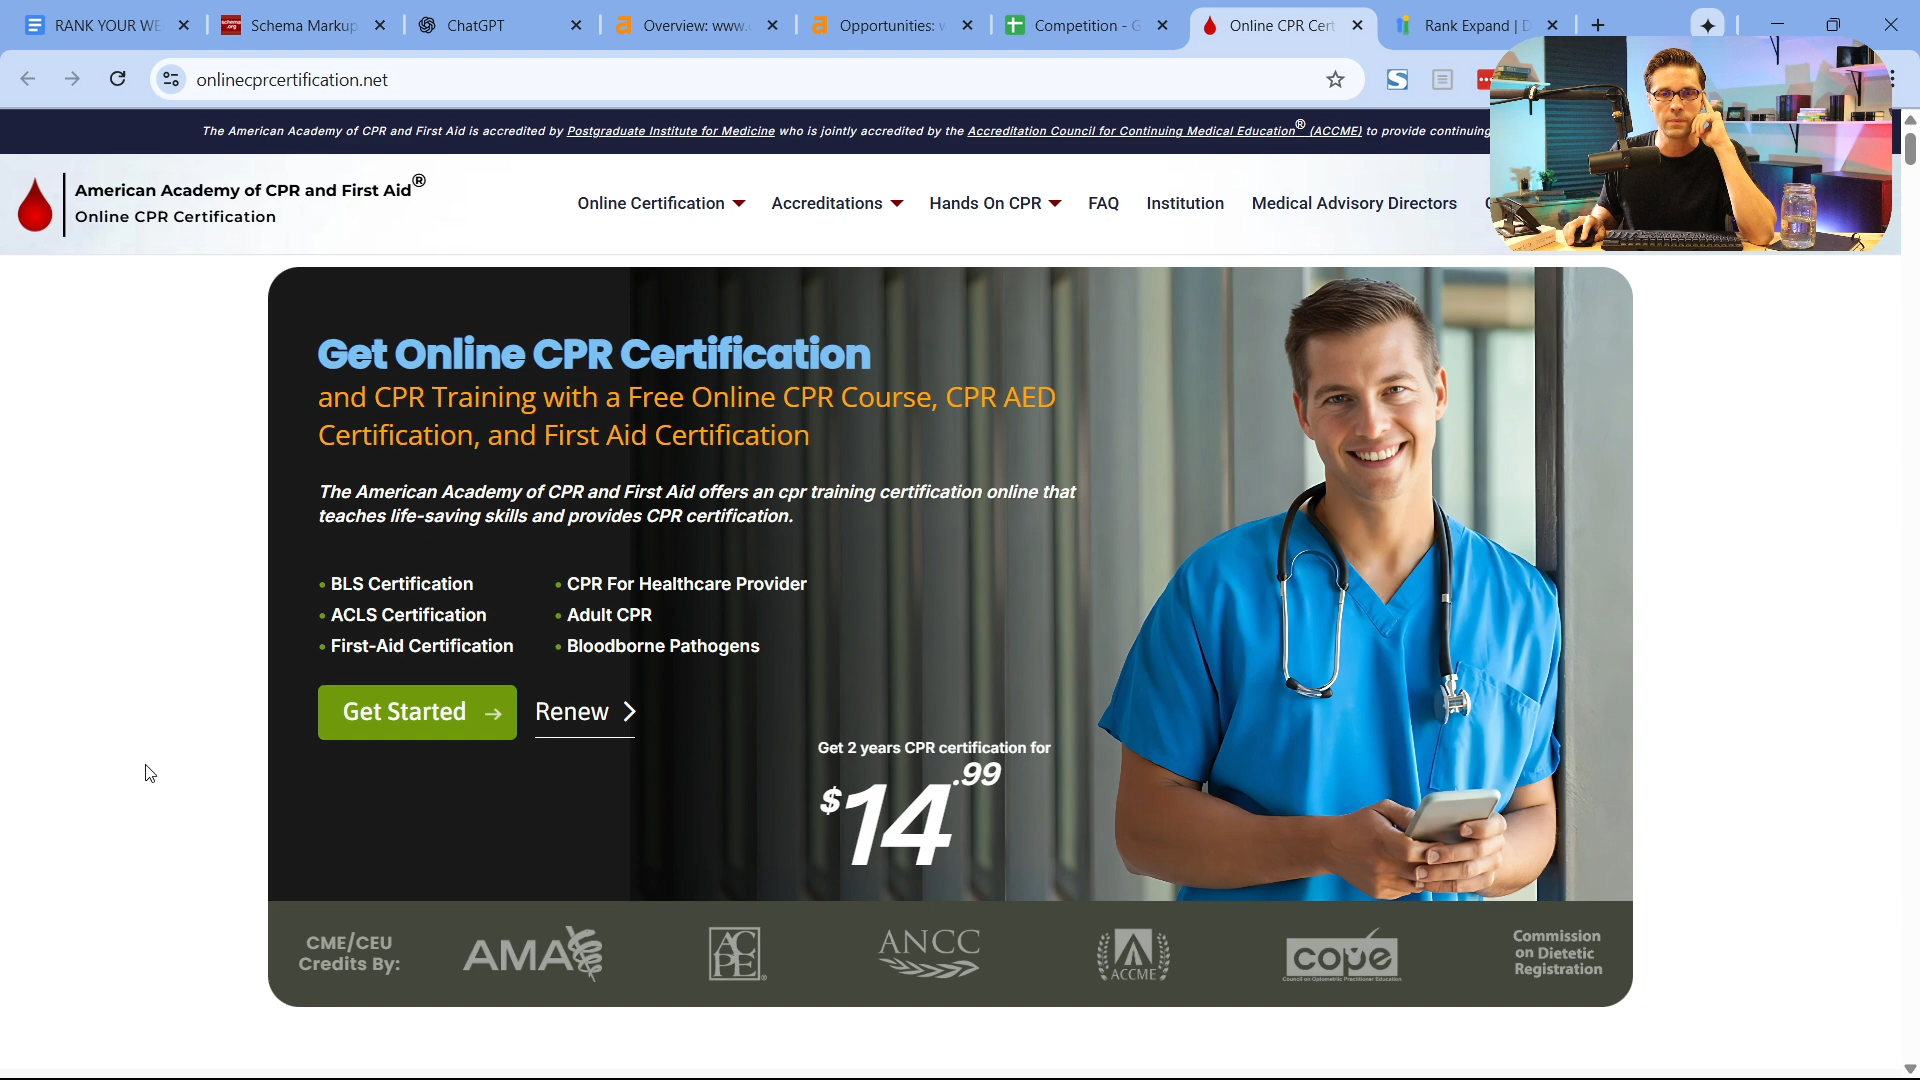 RANK YOUR WE
Schema Markup
ChatGPT
Overview: www.
Opportunities: w
Competition - G
Online CPR Cert
Rank Expand | D
onlinecprcertification.net
The American Academy of CPR and First Aid is accredited by Postgraduate Institute for Medicine who is jointly accredited by the Accreditation Council for Continuing Medical Education® (ACCME) to provide continuing
American Academy of CPR and First Aid®
Online CPR Certification
Online Certification
Accreditations
Hands On CPR
FAQ
Institution
Medical Advisory Directors
Get Online CPR Certification
and CPR Training with a Free Online CPR Course, CPR AED
Certification, and First Aid Certification
The American Academy of CPR and First Aid offers an cpr training certification online that
teaches life-saving skills and provides CPR certification.
• BLS Certification
• CPR For Healthcare Provider
• ACLS Certification
• Adult CPR
• First-Aid Certification
• Bloodborne Pathogens
Get Started →
Renew
Get 2 years CPR certification for
$14.99
CME/CEU
Credits By:
AMA
ACPE
ANCC
ACCME
cope
Council on Optometric Practitioner Education
Commission
on Dietetic
Registration